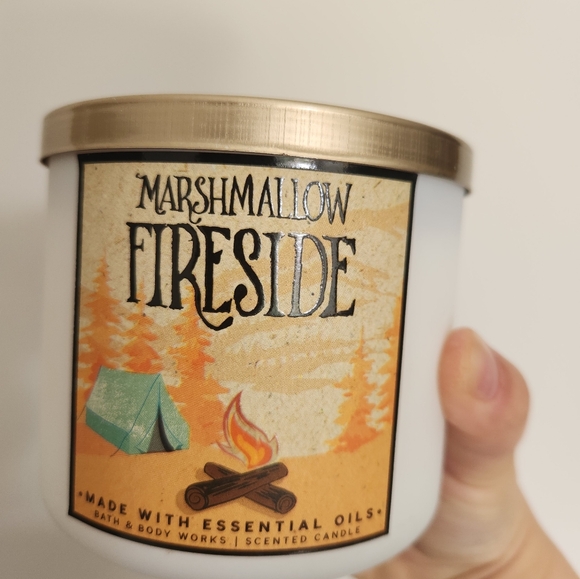 MARSHMALLOW
FIRESIDE
•MADE WITH ESSENTIAL OILS•
BATH & BODY WORKS | SCENTED CANDLE